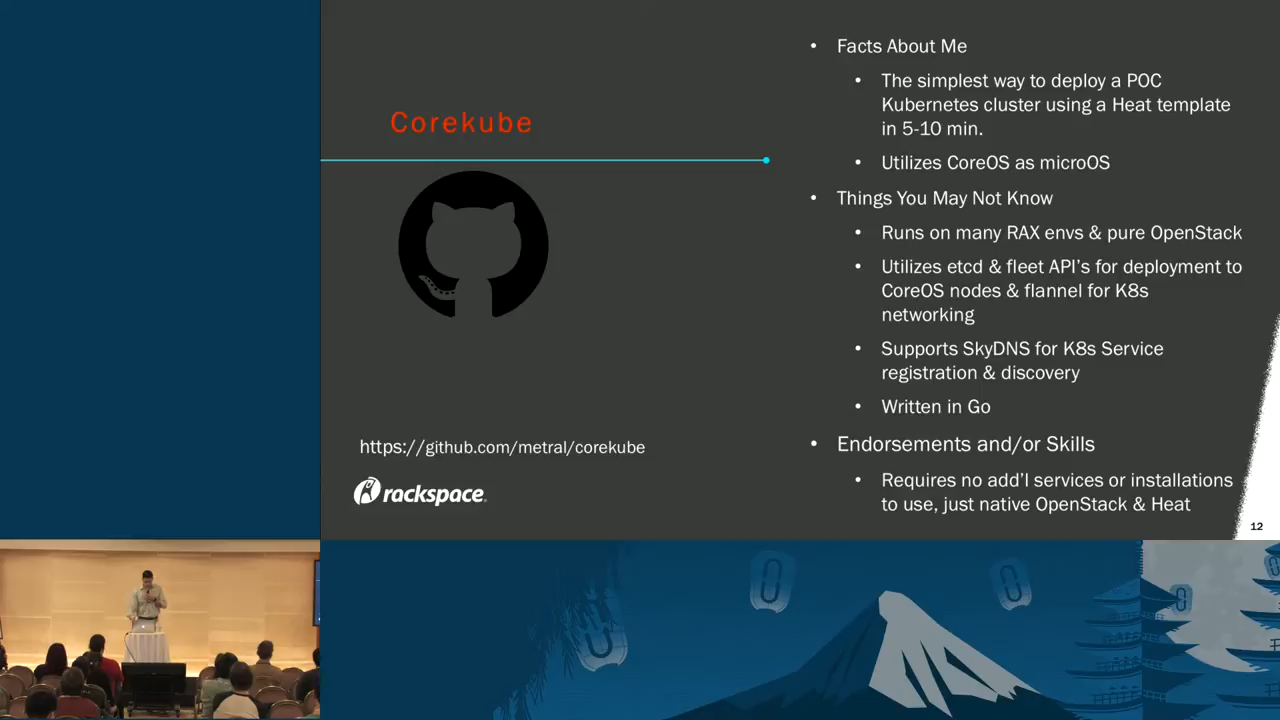 Corekube
https://github.com/metral/corekube
rackspace.
• Facts About Me
• The simplest way to deploy a POC
Kubernetes cluster using a Heat template
in 5-10 min.
• Utilizes CoreOS as microOS
• Things You May Not Know
• Runs on many RAX envs & pure OpenStack
• Utilizes etcd & fleet API's for deployment to
CoreOS nodes & flannel for K8s
networking
• Supports SkyDNS for K8s Service
registration & discovery
• Written in Go
• Endorsements and/or Skills
• Requires no add'l services or installations
to use, just native OpenStack & Heat
12